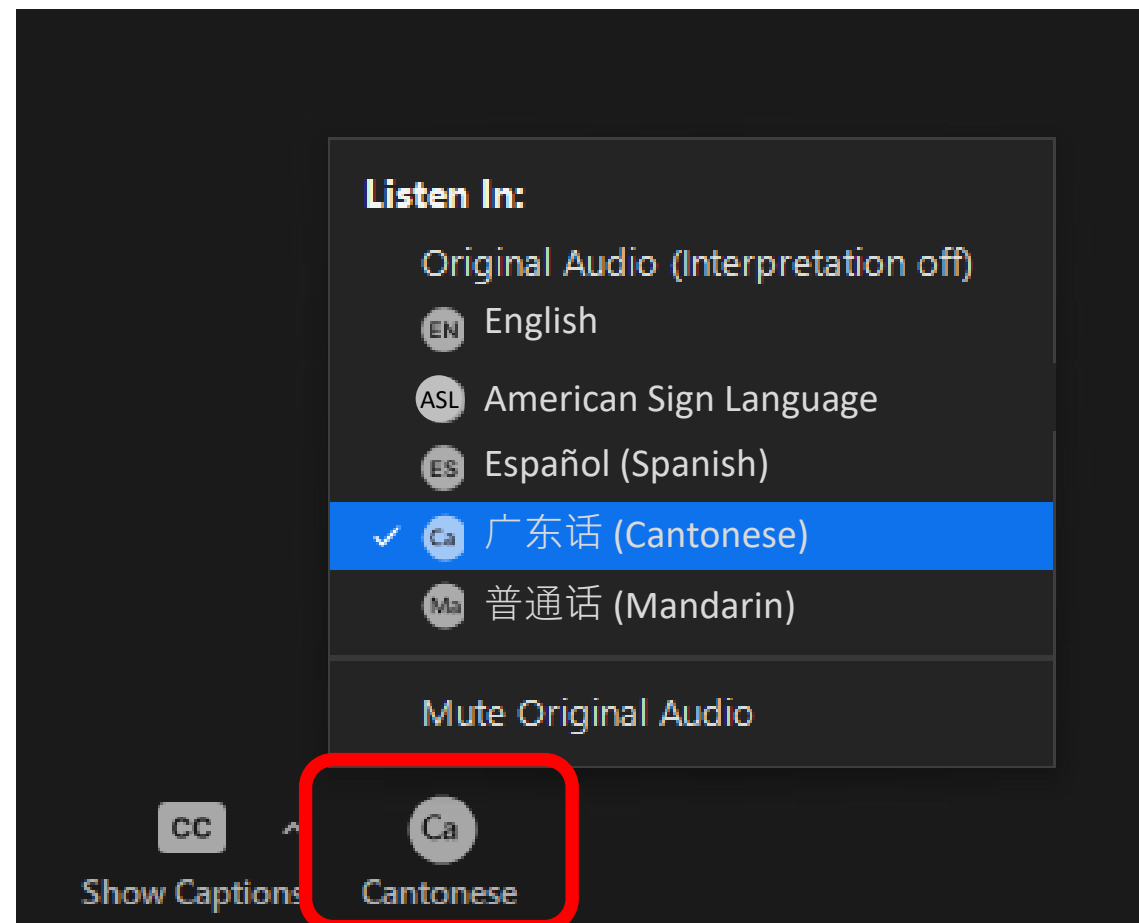 Listen In:
Original Audio (Interpretation off)
EN English
ASL American Sign Language
ES Español (Spanish)
Ca 广东话 (Cantonese)
Ma 普通话 (Mandarin)
Mute Original Audio
CC Ca
Show Captions Cantonese